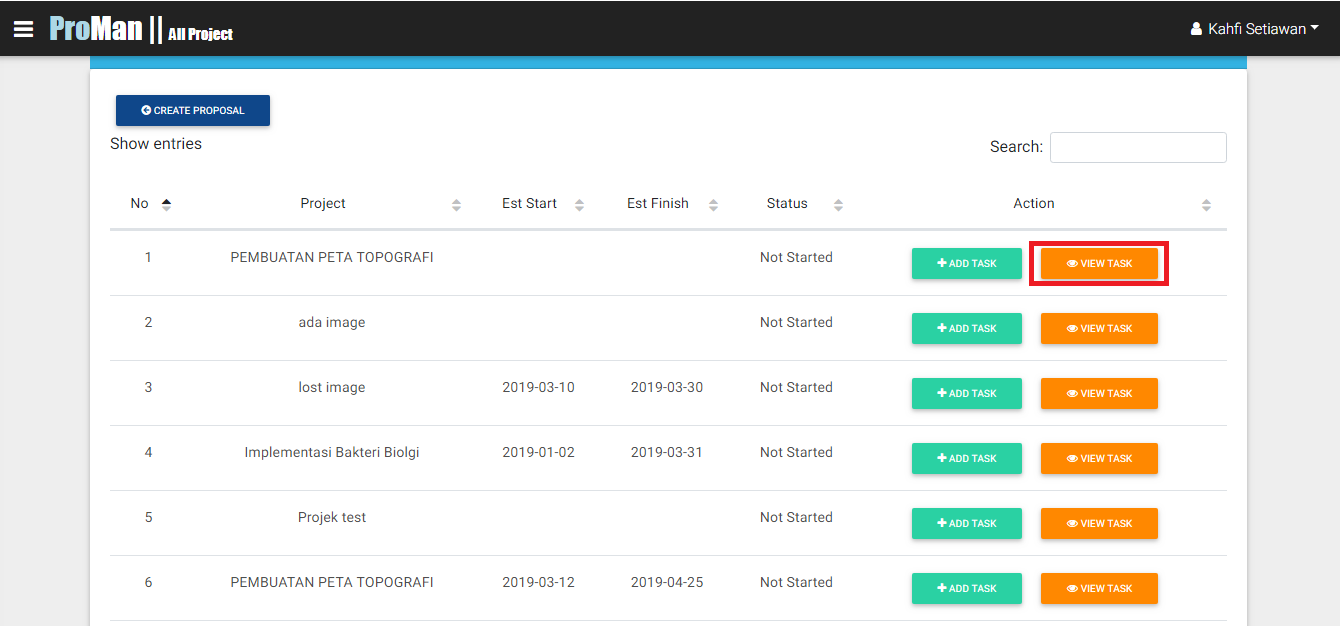 ProMan || All Project
Kahfi Setiawan
CREATE PROPOSAL
Show entries
Search:
No Project Est Start Est Finish Status Action
1 PEMBUATAN PETA TOPOGRAFI Not Started ADD TASK VIEW TASK
2 ada image Not Started ADD TASK VIEW TASK
3 lost image 2019-03-10 2019-03-30 Not Started ADD TASK VIEW TASK
4 Implementasi Bakteri Biolgi 2019-01-02 2019-03-31 Not Started ADD TASK VIEW TASK
5 Projek test Not Started ADD TASK VIEW TASK
6 PEMBUATAN PETA TOPOGRAFI 2019-03-12 2019-04-25 Not Started ADD TASK VIEW TASK